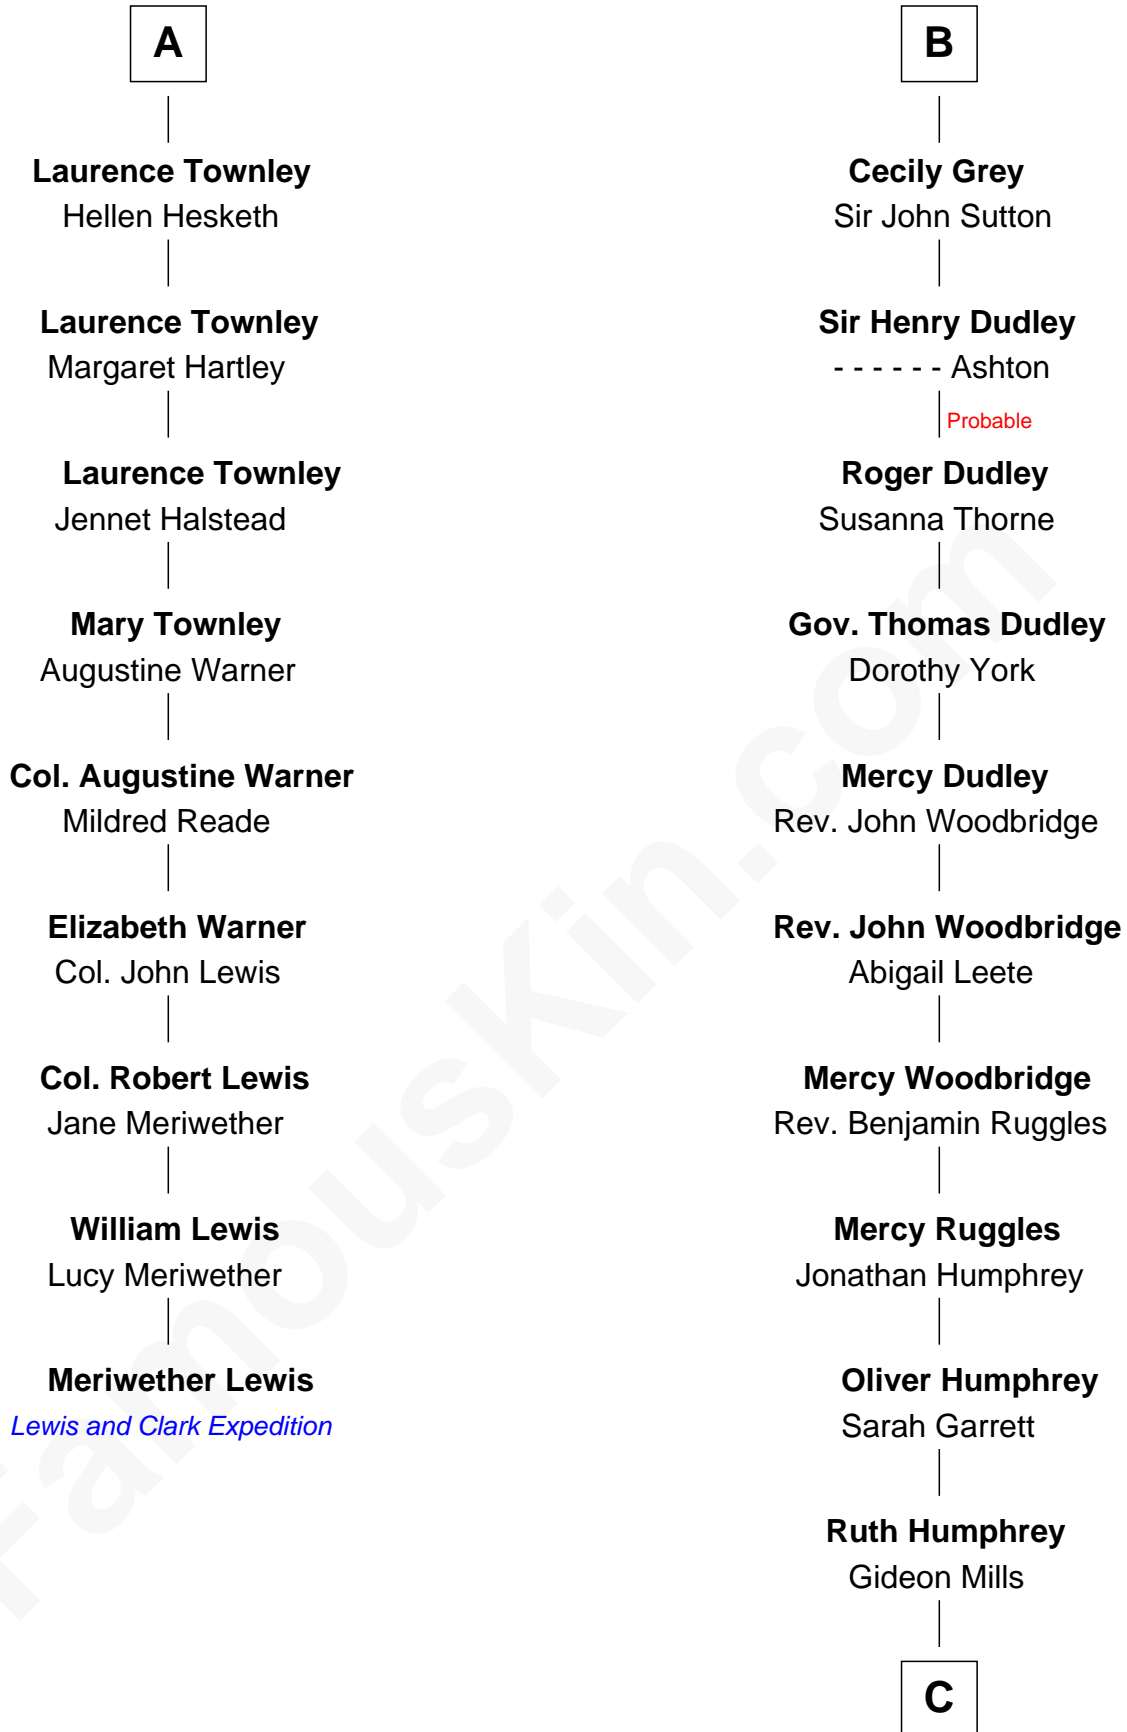 A
Laurence Townley
Hellen Hesketh
Laurence Townley
Margaret Hartley
Laurence Townley
Jennet Halstead
Mary Townley
Augustine Warner
Col. Augustine Warner
Mildred Reade
Elizabeth Warner
Col. John Lewis
Col. Robert Lewis
Jane Meriwether
William Lewis
Lucy Meriwether
Meriwether Lewis
Lewis and Clark Expedition
B
Cecily Grey
Sir John Sutton
Sir Henry Dudley
- - - - - - Ashton
Probable
Roger Dudley
Susanna Thorne
Gov. Thomas Dudley
Dorothy York
Mercy Dudley
Rev. John Woodbridge
Rev. John Woodbridge
Abigail Leete
Mercy Woodbridge
Rev. Benjamin Ruggles
Mercy Ruggles
Jonathan Humphrey
Oliver Humphrey
Sarah Garrett
Ruth Humphrey
Gideon Mills
C
FamousKin.com